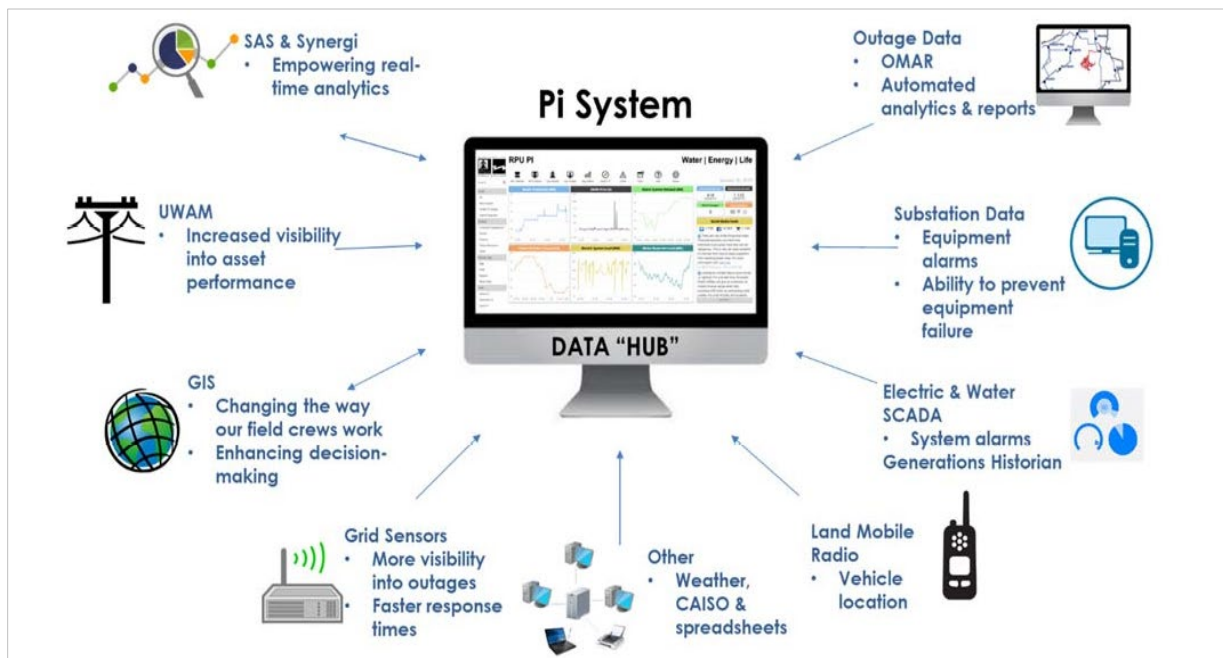 SAS & Synergi
• Empowering real-
time analytics
UWAM
• Increased visibility
into asset
performance
GIS
• Changing the way
our field crews work
• Enhancing decision-
making
Grid Sensors
• More visibility
into outages
• Faster response
times
Pi System
RPU PI
Water | Energy | Life
DATA “HUB”
Other
• Weather,
CAISO &
spreadsheets
Outage Data
• OMAR
• Automated
analytics & reports
Substation Data
• Equipment
alarms
• Ability to prevent
equipment
failure
Electric & Water
SCADA
• System alarms
Generations Historian
Land Mobile
Radio
• Vehicle
location